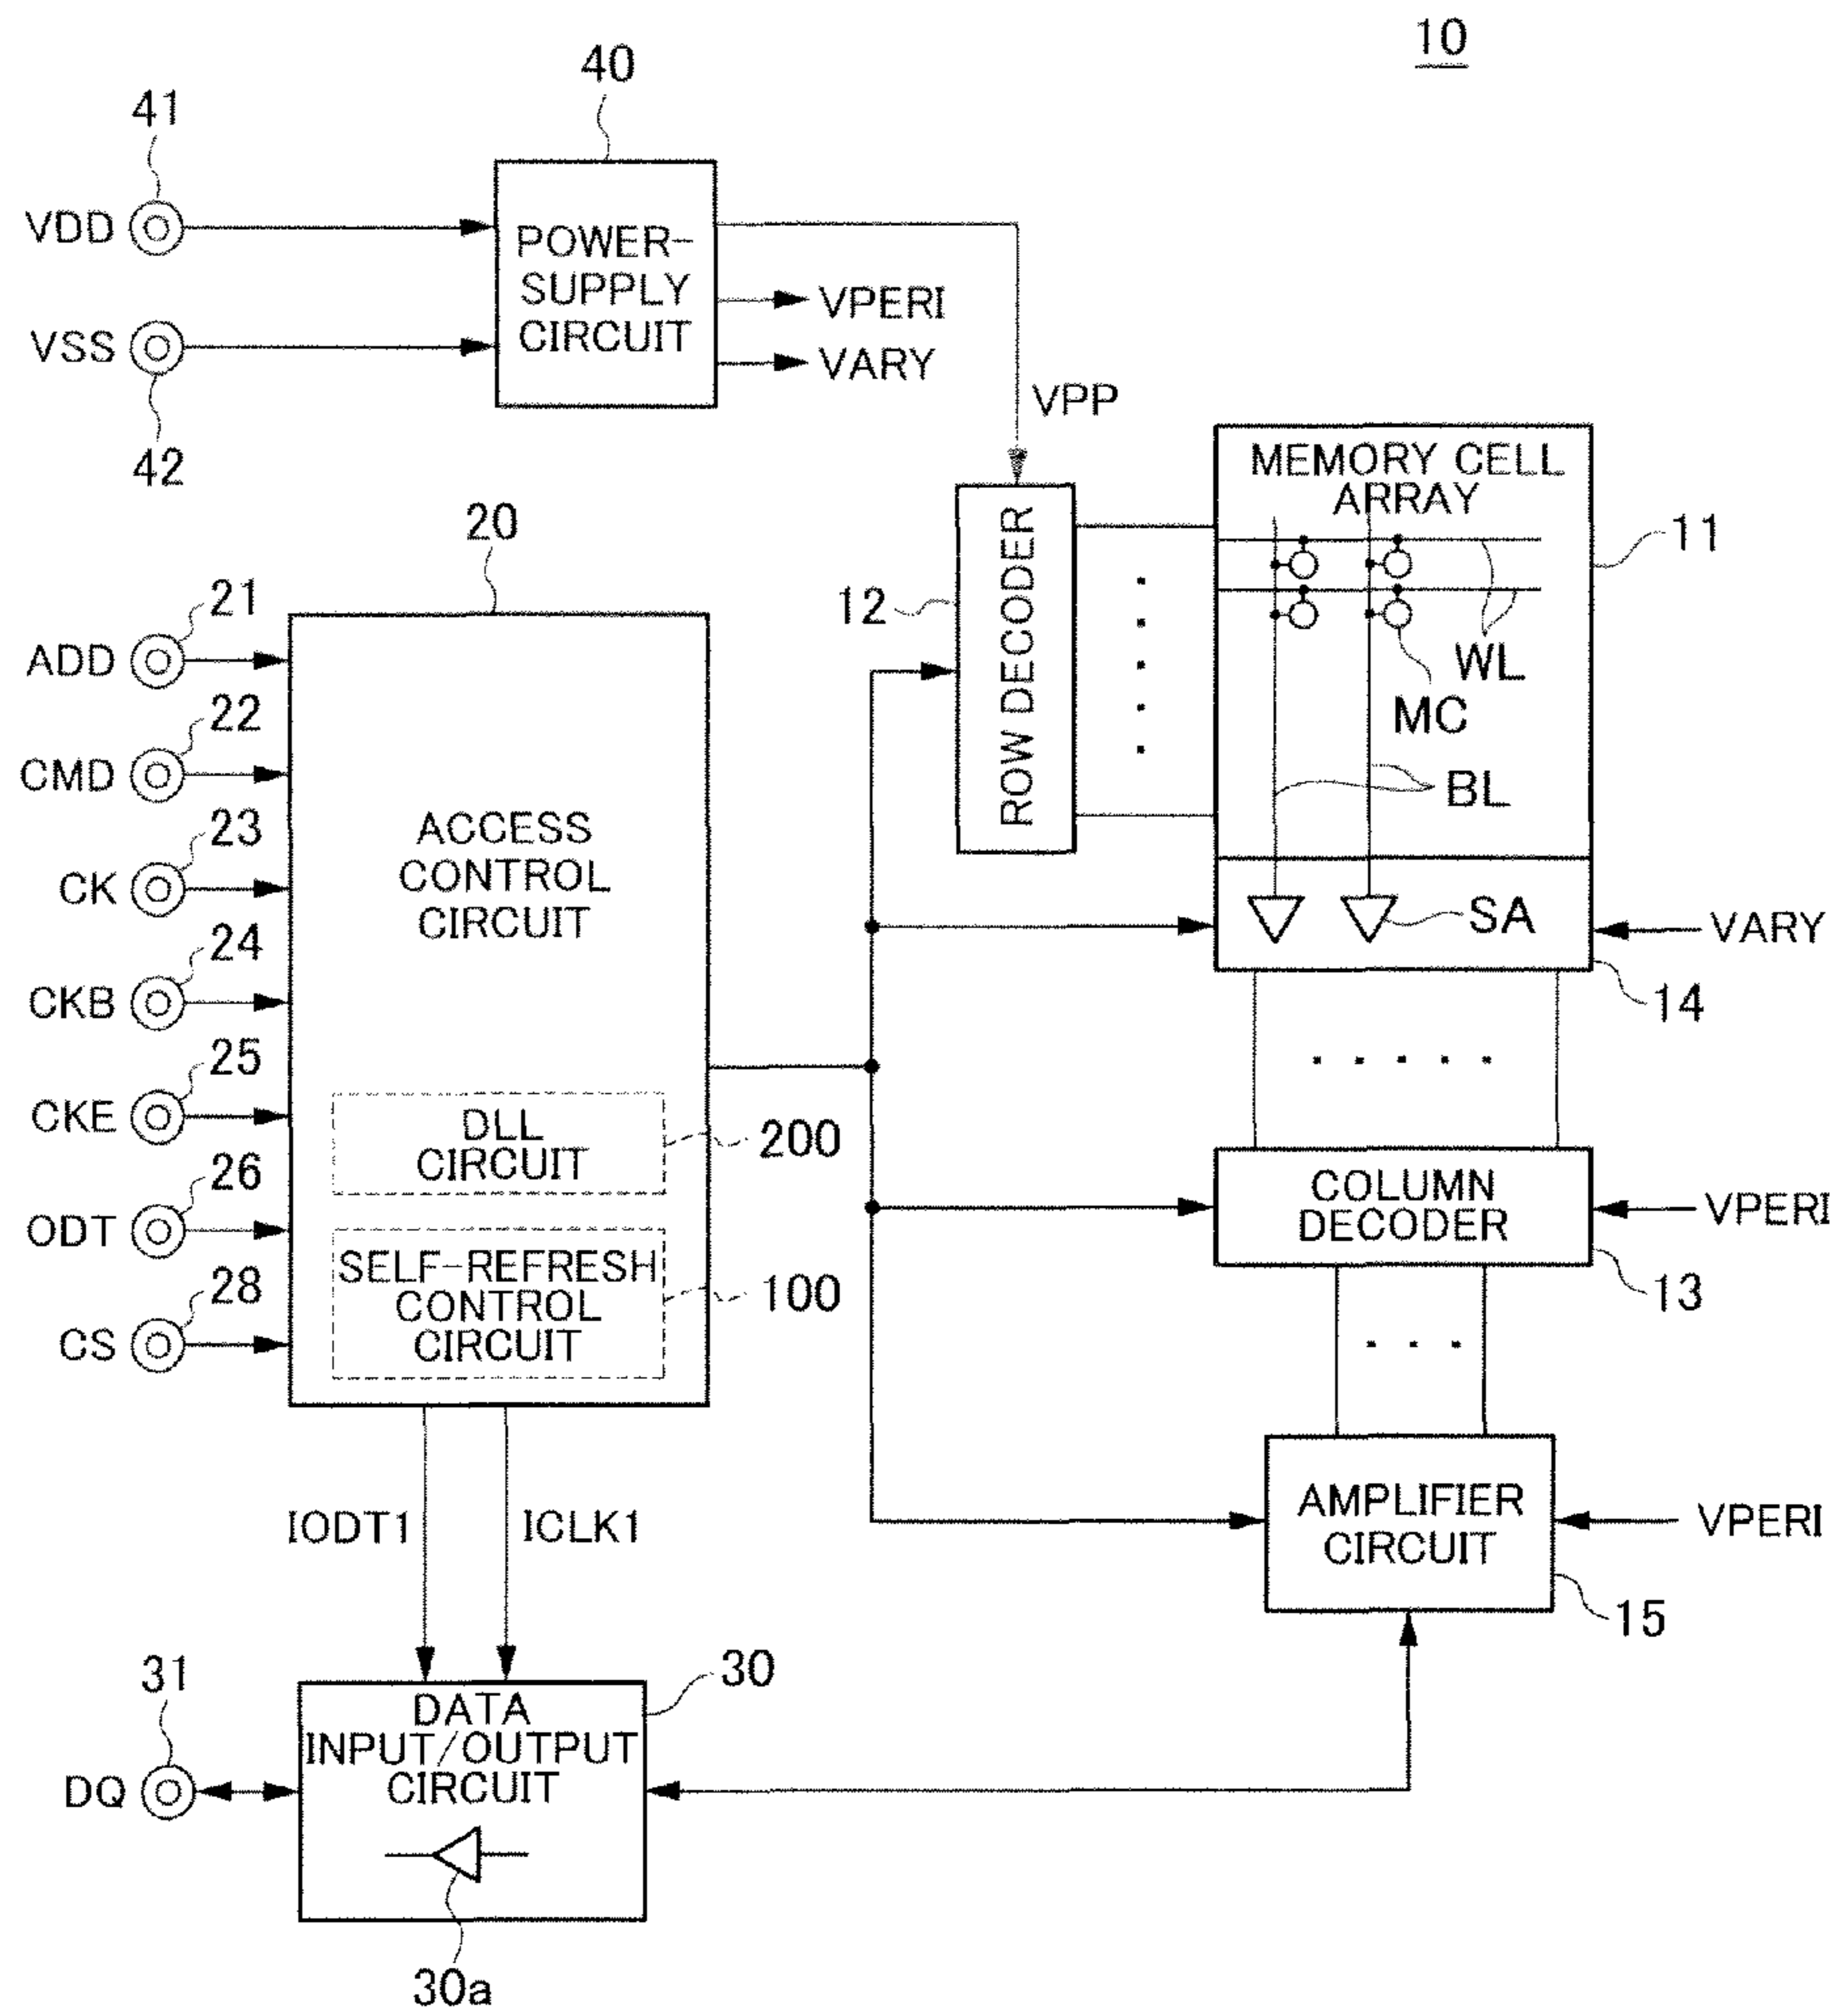 10
40
41
VDD
POWER-
SUPPLY
CIRCUIT
VPERI
VSS
VARY
42
VPP
MEMORY CELL
ARRAY
11
ROW DECODER
12
WL
MC
BL
SA
VARY
14
20
21
ADD
22
CMD
23
CK
24
CKB
25
CKE
26
ODT
28
CS
ACCESS
CONTROL
CIRCUIT
DLL
CIRCUIT
200
SELF-REFRESH
CONTROL
CIRCUIT
100
COLUMN
DECODER
VPERI
13
AMPLIFIER
CIRCUIT
VPERI
15
IODT1
ICLK1
30
31
DQ
DATA
INPUT/OUTPUT
CIRCUIT
30a